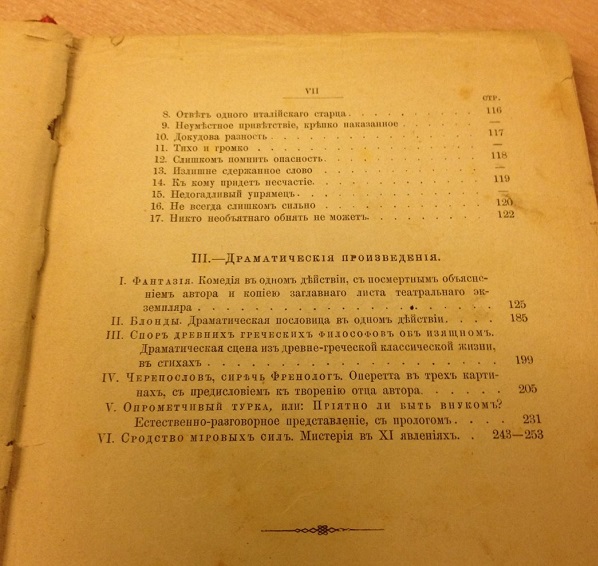 VII
СТР.
8. Отвѣтъ одного италійскаго старца . . . . . . . . . . 116
9. Неумѣстное привѣтствіе, крѣпко наказанное . . . . . . —
10. Докудова разность . . . . . . . . . . 117
11. Тихо и громко . . . . . . . . . . —
12. Слишкомъ помнить опасность . . . . . . . . . . 118
13. Излишне сдержанное слово . . . . . . . . . . —
14. Къ кому придетъ несчастіе . . . . . . . . . . 119
15. Недогадливый упрямецъ . . . . . . . . . . —
16. Не всегда слишкомъ сильно . . . . . . . . . . 120
17. Никто необъятнаго обнять не можетъ . . . . . . . . 122
III.—Драматическія произведенія.
I. Фантазія. Комедія въ одномъ дѣйствіи, съ посмертнымъ объясне-
ніемъ автора и копіею заглавнаго листа театральнаго эк-
земпляра . . . . . . . . . . 125
II. Блонды. Драматическая пословица въ одномъ дѣйствіи . . . . 185
III. Споръ древнихъ греческихъ философовъ объ изящномъ.
Драматическая сцена изъ древне-греческой классической жизни,
въ стихахъ . . . . . . . . . . 199
IV. Черепословъ, сирѣчь Френологъ. Оперетта въ трехъ карти-
нахъ, съ предисловіемъ къ творенію отца автора . . . . . . 205
V. Опрометчивый турка, или: Пріятно ли быть внукомъ?
Естественно-разговорное представленіе, съ прологомъ . . . . 231
VI. Сродство міровыхъ силъ. Мистерія въ XI явленіяхъ . . 243—253